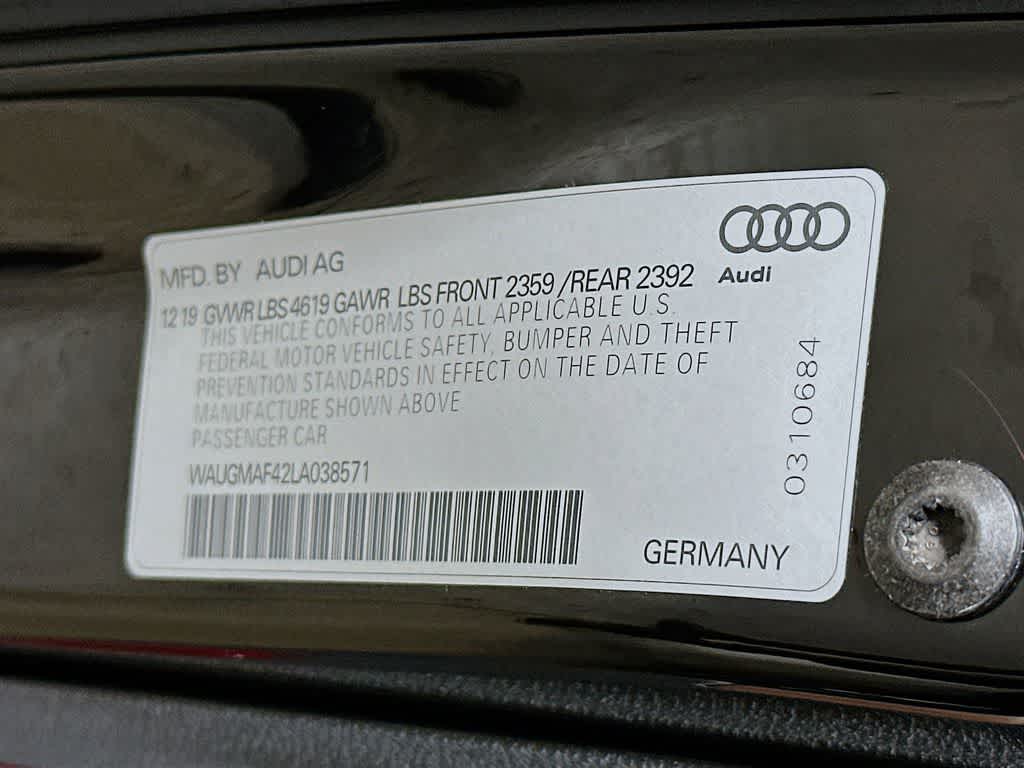 MFD. BY AUDI AG
12 19 GVWR LBS 4619 GAWR LBS FRONT 2359 /REAR 2392
THIS VEHICLE CONFORMS TO ALL APPLICABLE U.S.
FEDERAL MOTOR VEHICLE SAFETY, BUMPER AND THEFT
PREVENTION STANDARDS IN EFFECT ON THE DATE OF
MANUFACTURE SHOWN ABOVE
PASSENGER CAR
WAUGMAF42LA038571
Audi
0310684
GERMANY